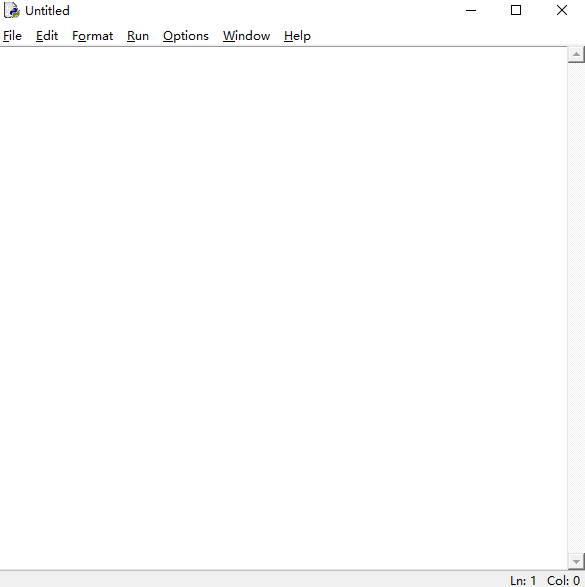 Untitled
File Edit Format Run Options Window Help
Ln: 1 Col: 0